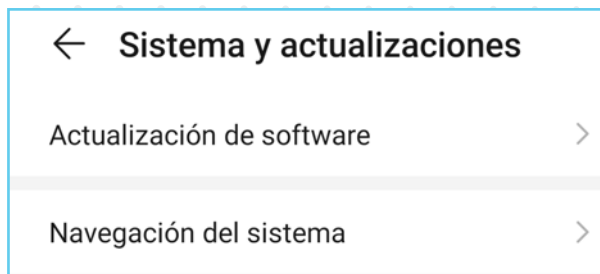 Sistema y actualizaciones
Actualización de software
Navegación del sistema